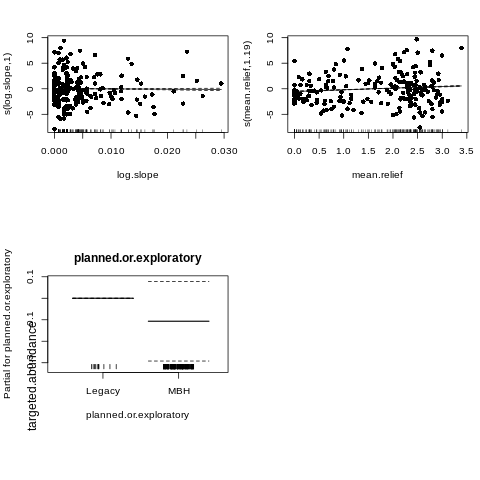 s(log.slope,1)
10
5
0
-5
0.000
0.010
0.020
0.030
log.slope
s(mean.relief,1.19)
10
5
0
-5
0.0
0.5
1.0
1.5
2.0
2.5
3.0
3.5
mean.relief
planned.or.exploratory
Partial for planned.or.exploratory
targeted.abundance
0.1
Legacy
MBH
planned.or.exploratory